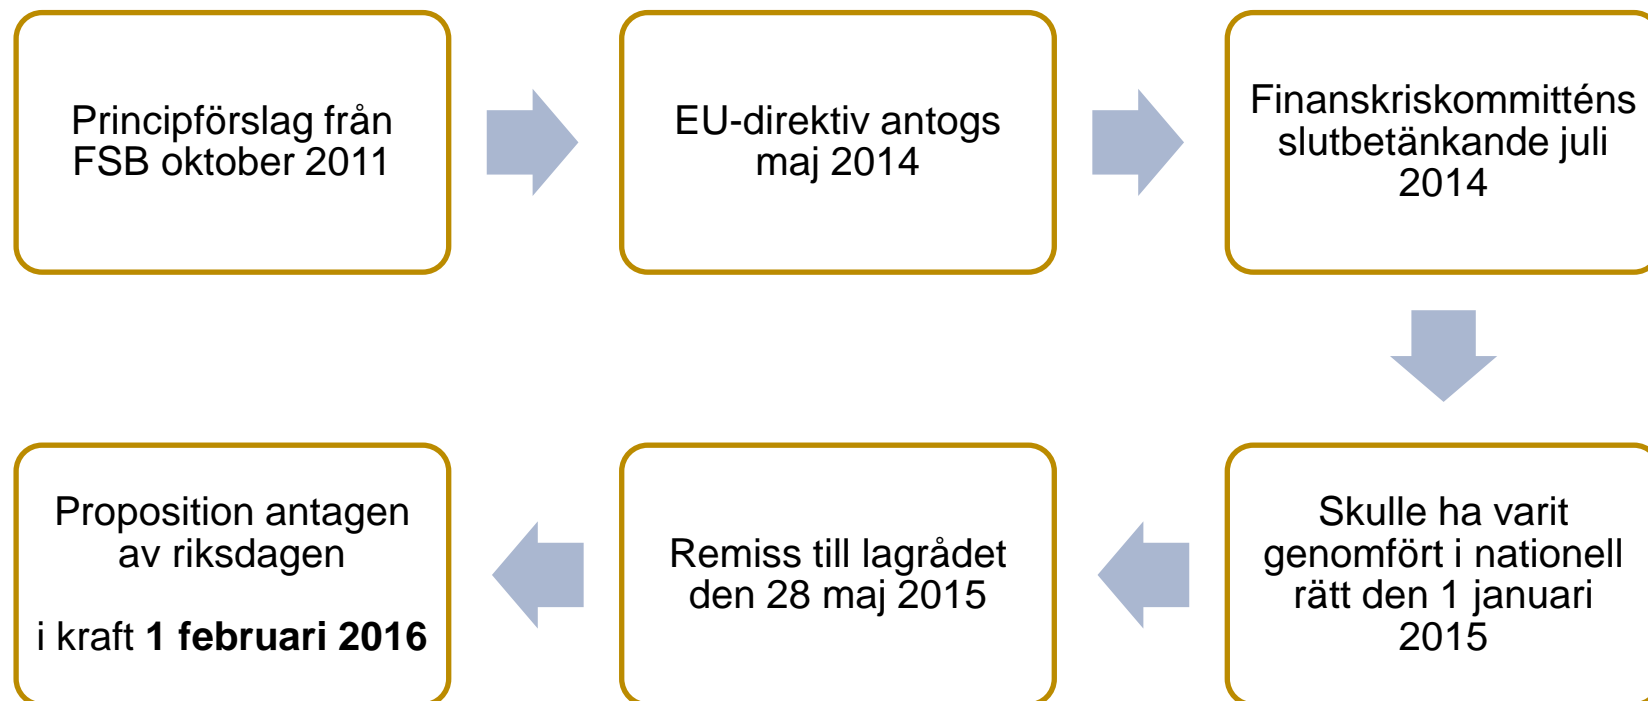 Principförslag från
FSB oktober 2011
EU-direktiv antogs
maj 2014
Finanskriskommitténs
slutbetänkande juli
2014
Skulle ha varit
genomfört i nationell
rätt den 1 januari
2015
Remiss till lagrådet
den 28 maj 2015
Proposition antagen
av riksdagen
i kraft 1 februari 2016